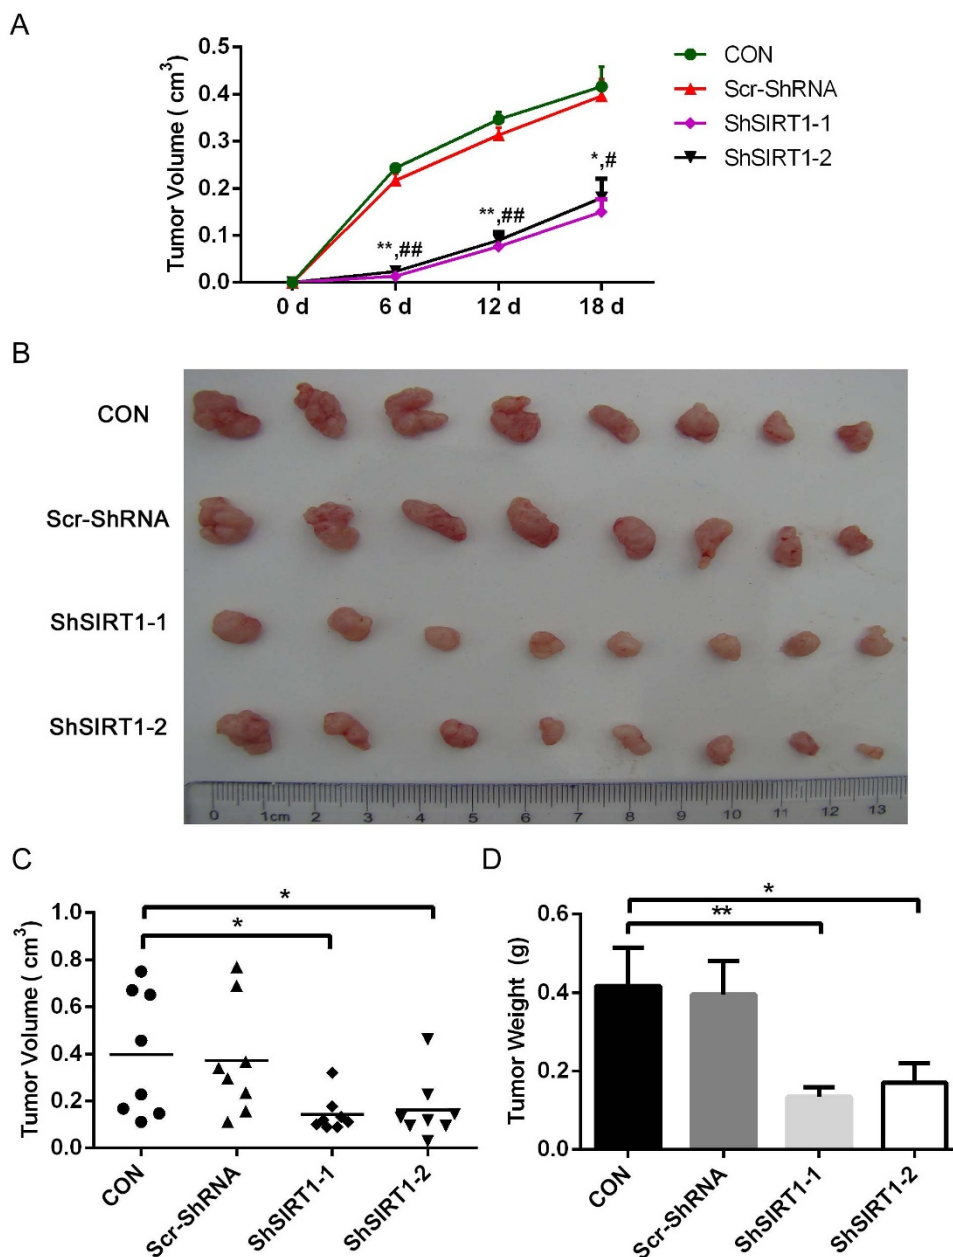 A
Tumor Volume ( cm³)
0.5
0.4
0.3
0.2
0.1
0.0
0 d
6 d
12 d
18 d
**,##
**,##
*,#
CON
Scr-ShRNA
ShSIRT1-1
ShSIRT1-2
B
CON
Scr-ShRNA
ShSIRT1-1
ShSIRT1-2
0 1cm 2 3 4 5 6 7 8 9 10 11 12 13
C
Tumor Volume ( cm³)
1.0
0.8
0.6
0.4
0.2
0.0
*
*
CON
Scr-ShRNA
ShSIRT1-1
ShSIRT1-2
D
Tumor Weight (g)
0.6
0.4
0.2
0.0
*
**
CON
Scr-ShRNA
ShSIRT1-1
ShSIRT1-2